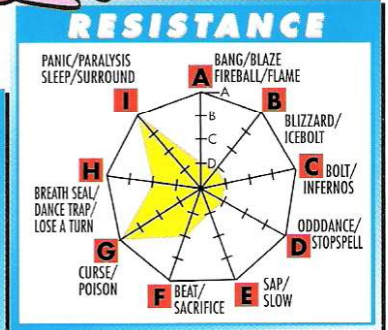 RESISTANCE
PANIC/PARALYSIS
SLEEP/SURROUND
I
A
BANG/BLAZE
FIREBALL/FLAME
B
BLIZZARD/
ICEBOLT
C
BOLT/
INFERNOS
D
ODDDANCE/
STOPSPELL
E
SAP/
SLOW
F
BEAT/
SACRIFICE
G
CURSE/
POISON
H
BREATH SEAL/
DANCE TRAP/
LOSE A TURN
A
B
C
D